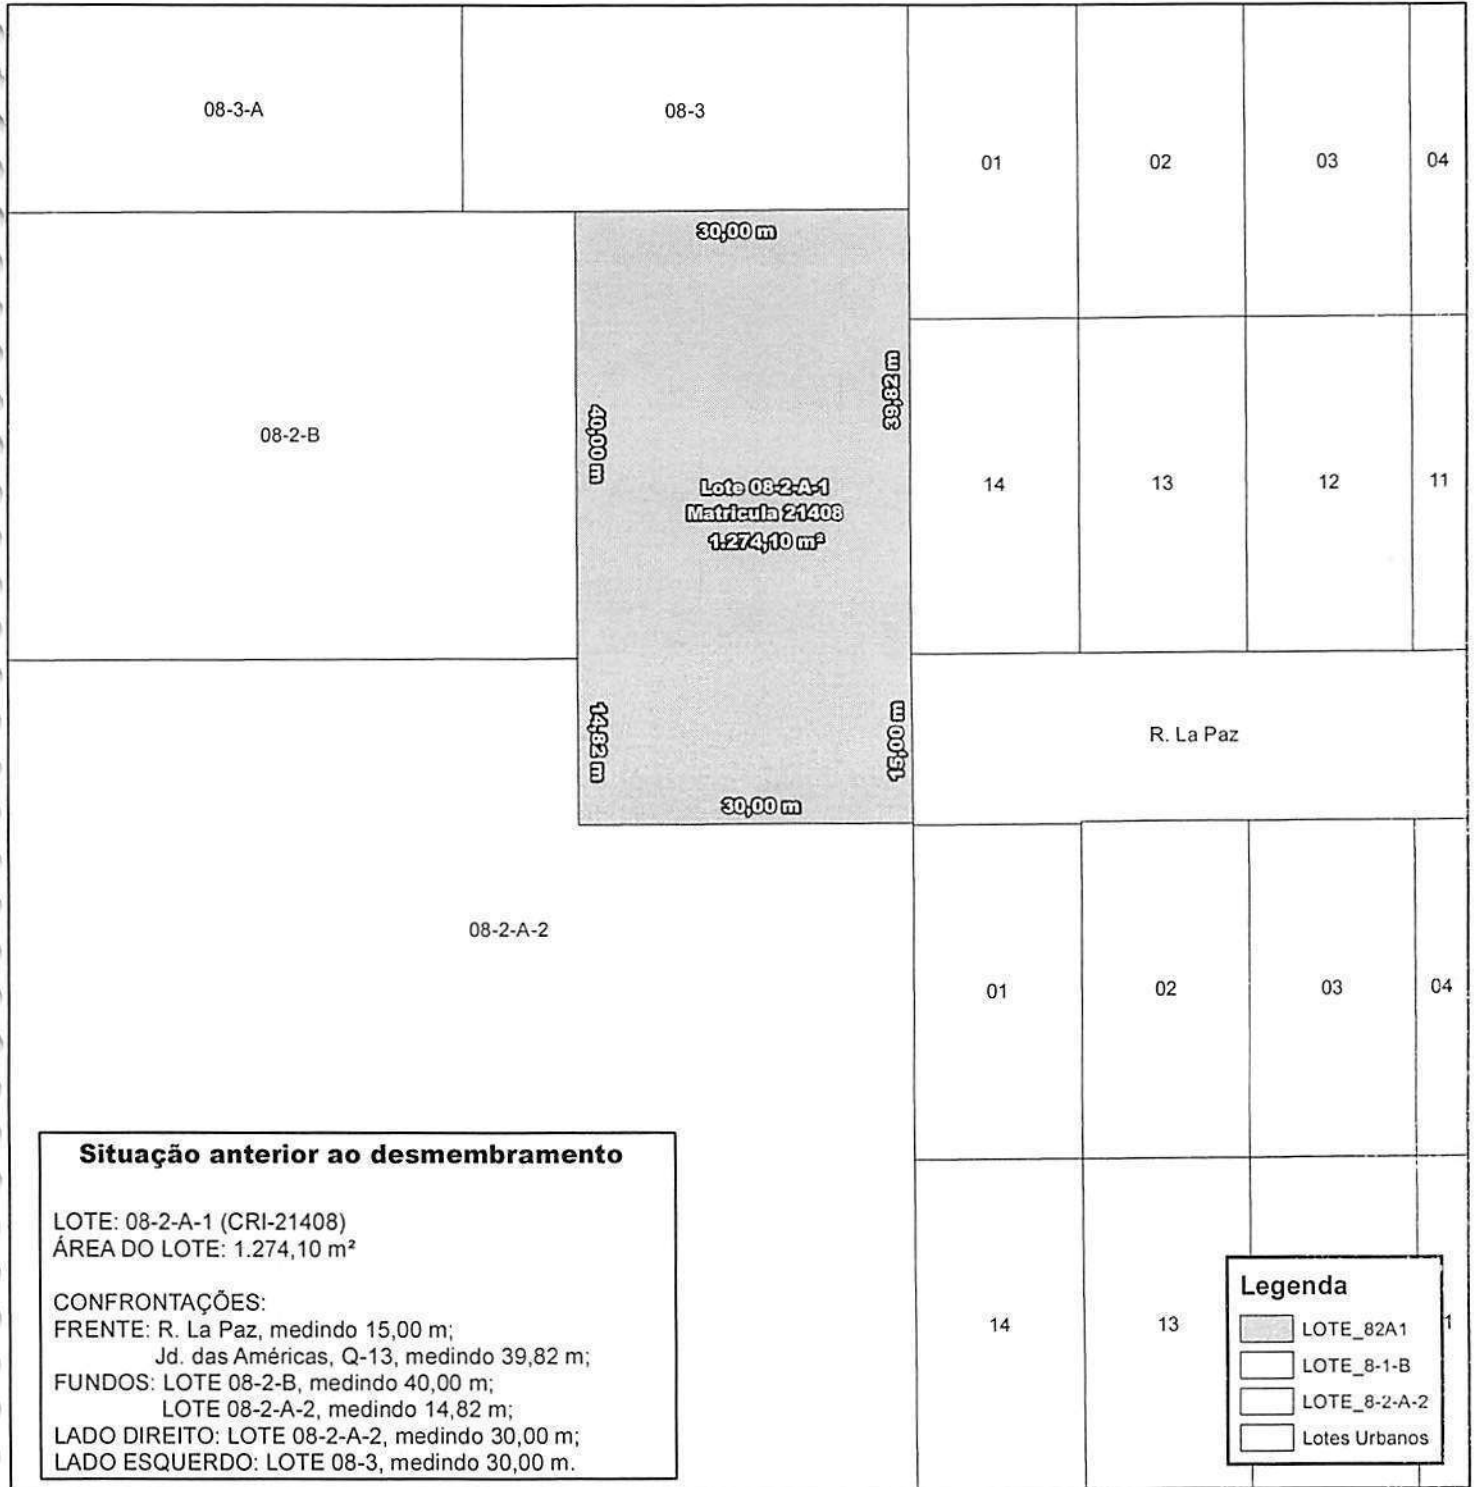 08-3-A
08-3
01
02
03
04
30,00 m
39,82 m
40,00 m
08-2-B
Lote 08-2-A-1
Matricula 21408
1.274,10 m²
14
13
12
11
14,82 m
15,00 m
30,00 m
R. La Paz
08-2-A-2
01
02
03
04
14
13
1
Situação anterior ao desmembramento
LOTE: 08-2-A-1 (CRI-21408)
ÁREA DO LOTE: 1.274,10 m²
CONFRONTAÇÕES:
FRENTE: R. La Paz, medindo 15,00 m;
Jd. das Américas, Q-13, medindo 39,82 m;
FUNDOS: LOTE 08-2-B, medindo 40,00 m;
LOTE 08-2-A-2, medindo 14,82 m;
LADO DIREITO: LOTE 08-2-A-2, medindo 30,00 m;
LADO ESQUERDO: LOTE 08-3, medindo 30,00 m.
Legenda
LOTE_82A1
LOTE_8-1-B
LOTE_8-2-A-2
Lotes Urbanos